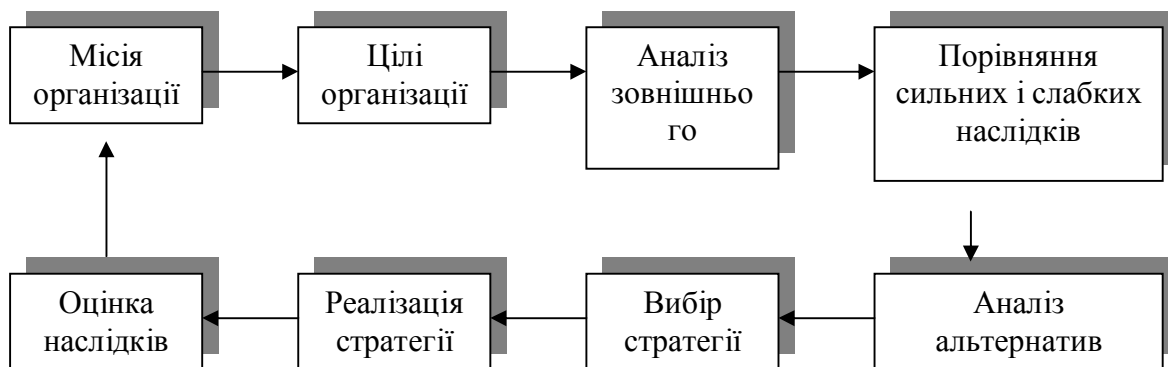 Місія
організації
Цілі
організації
Аналіз
зовнішньо
го
Порівняння
сильних і слабких
наслідків
Оцінка
наслідків
Реалізація
стратегії
Вибір
стратегії
Аналіз
альтернатив